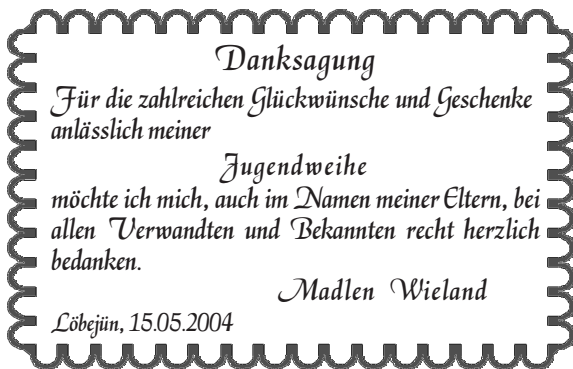 Danksagung
Für die zahlreichen Glückwünsche und Geschenke
anlässlich meiner
Jugendweihe
möchte ich mich, auch im Namen meiner Eltern, bei
allen Verwandten und Bekannten recht herzlich
bedanken.
Madlen Wieland
Löbejün, 15.05.2004